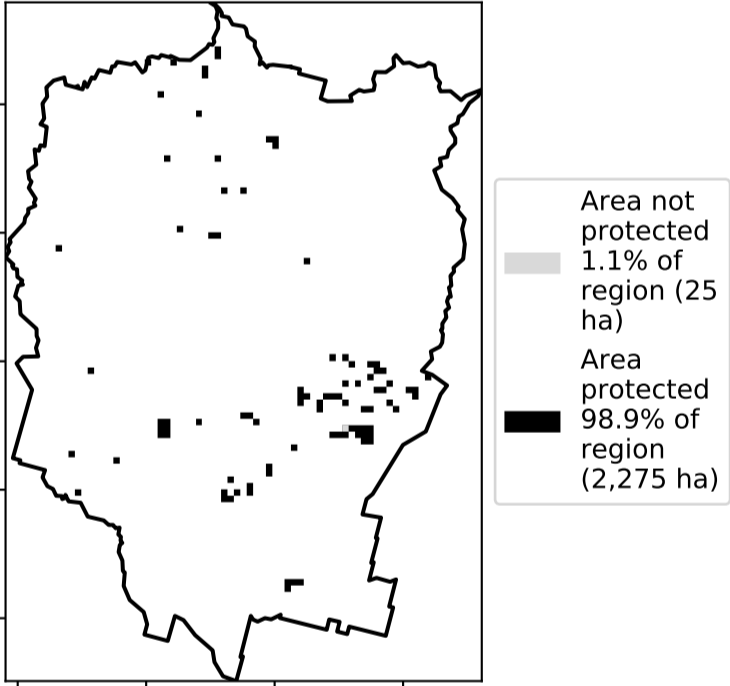 Area not
protected
1.1% of
region (25
ha)
Area
protected
98.9% of
region
(2,275 ha)